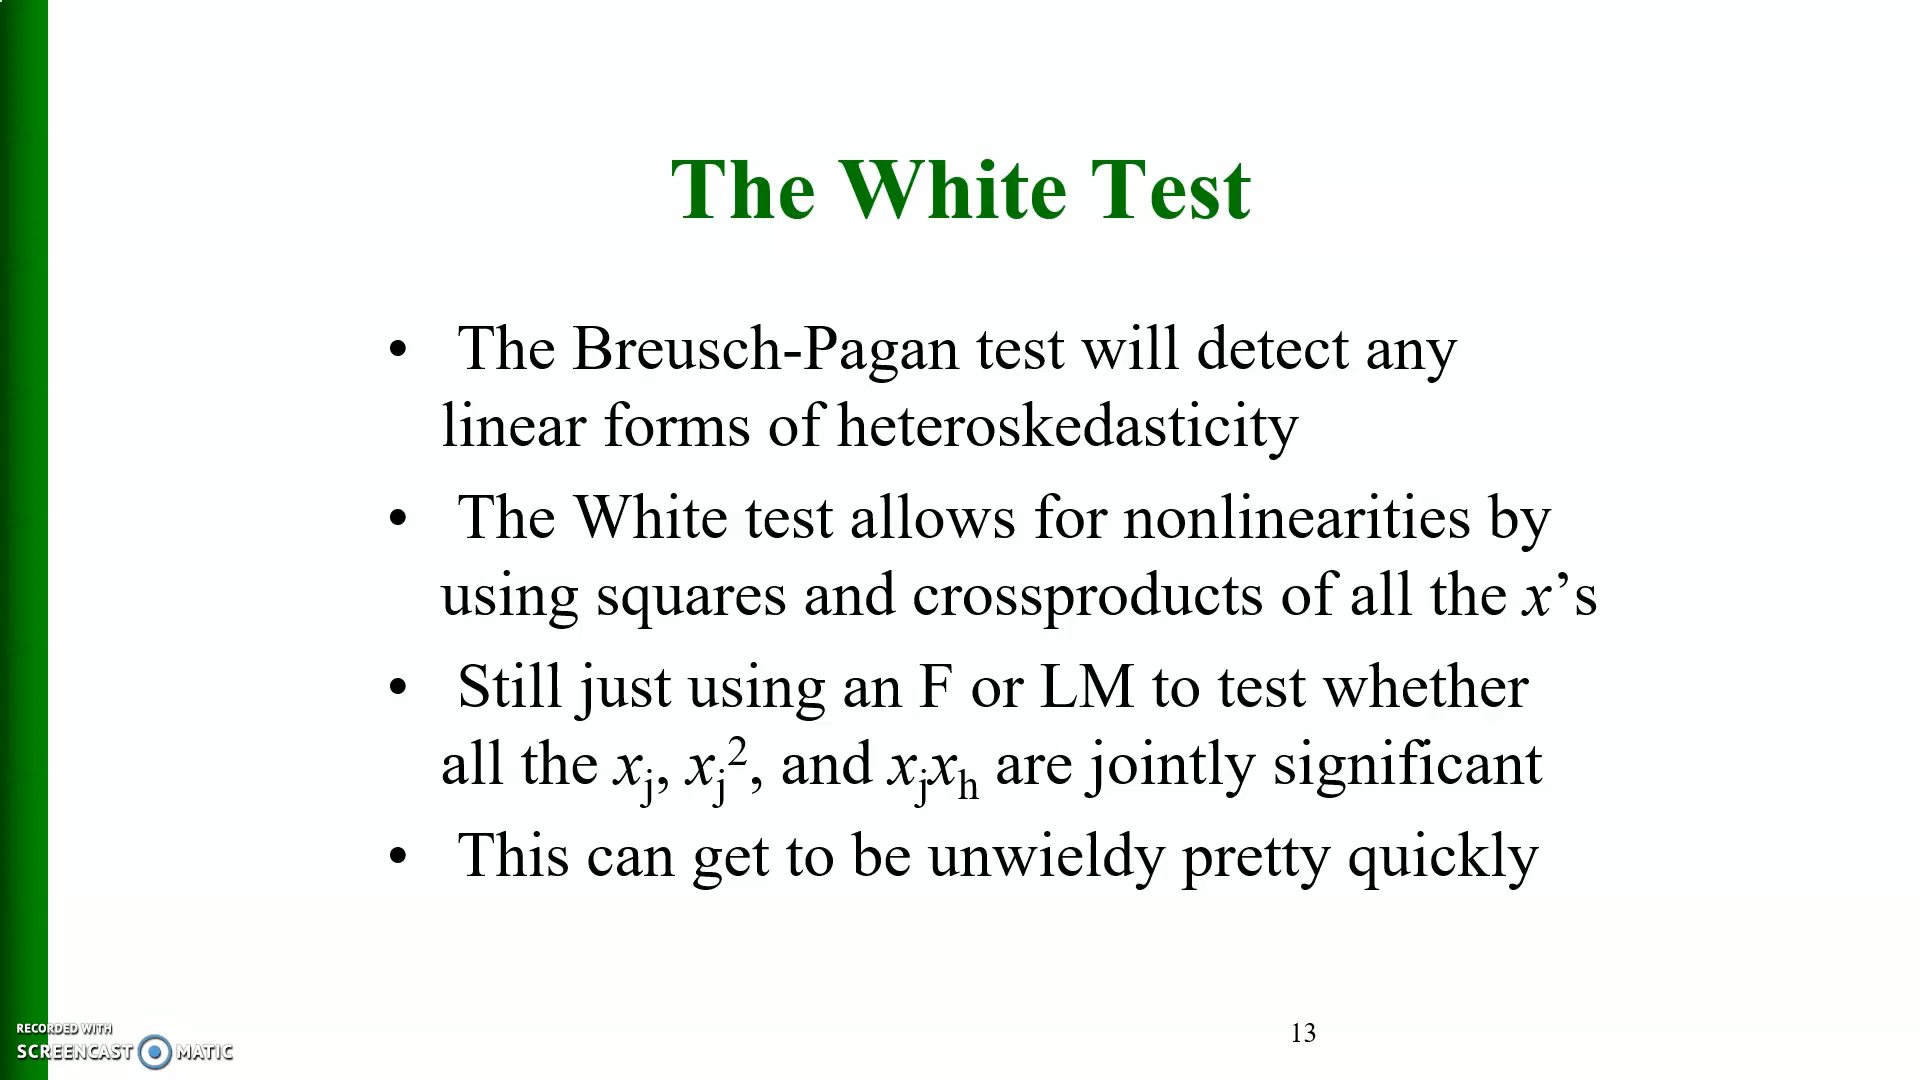 The White Test
• The Breusch-Pagan test will detect any
linear forms of heteroskedasticity
• The White test allows for nonlinearities by
using squares and crossproducts of all the x’s
• Still just using an F or LM to test whether
all the xⱼ, xⱼ², and xⱼxₕ are jointly significant
• This can get to be unwieldy pretty quickly
13
RECORDED WITH
SCREENCAST MATIC